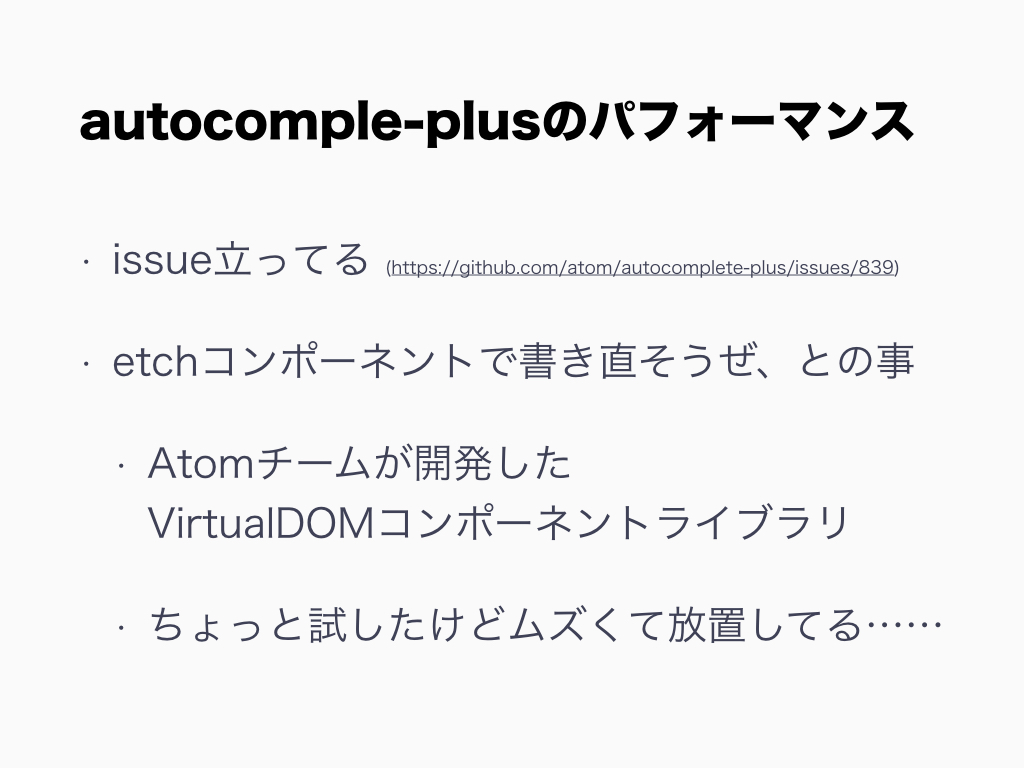 autocomple-plusのパフォーマンス
・ issue立ってる (https://github.com/atom/autocomplete-plus/issues/839)
・ etchコンポーネントで書き直そうぜ、との事
・ Atomチームが開発した
VirtualDOMコンポーネントライブラリ
・ ちょっと試したけどムズくて放置してる……